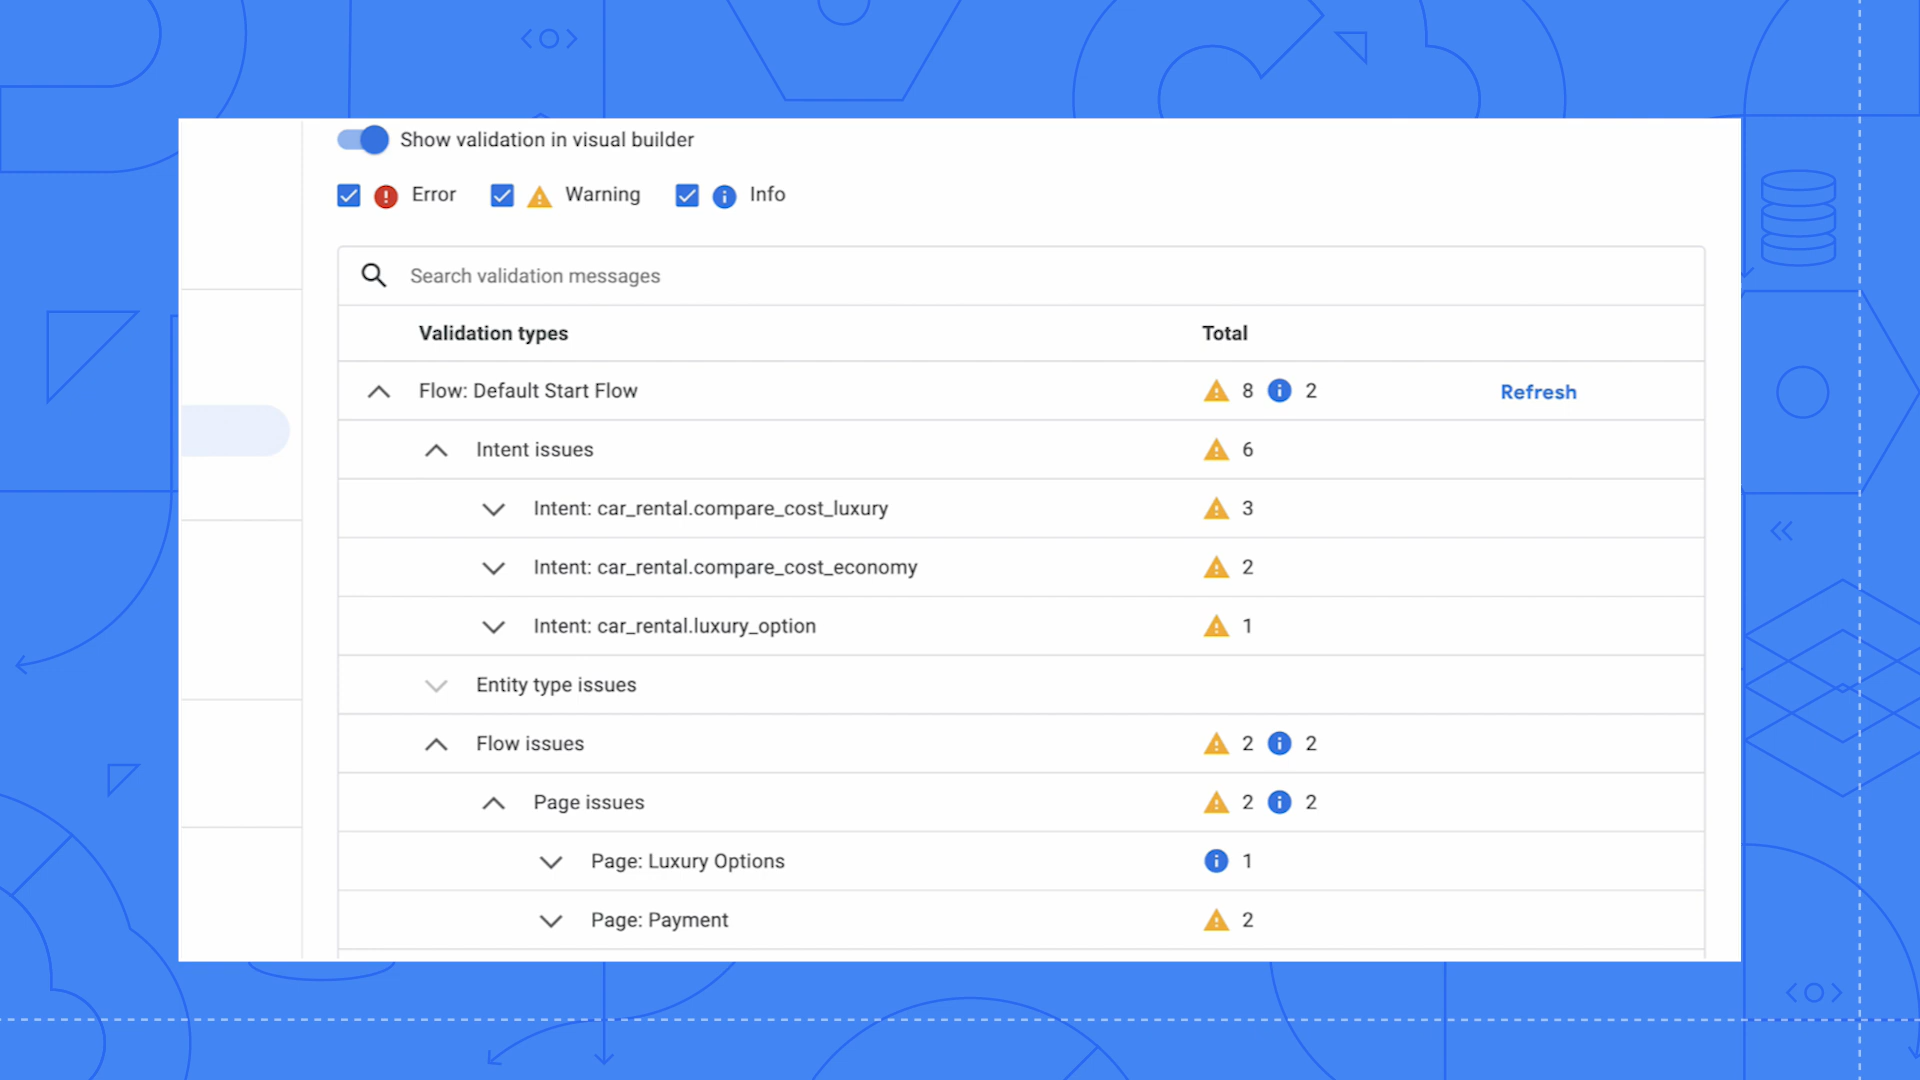 Show validation in visual builder
Error Warning Info
Search validation messages
Validation types Total
Flow: Default Start Flow 8 2 Refresh
Intent issues 6
Intent: car_rental.compare_cost_luxury 3
Intent: car_rental.compare_cost_economy 2
Intent: car_rental.luxury_option 1
Entity type issues
Flow issues 2 2
Page issues 2 2
Page: Luxury Options 1
Page: Payment 2